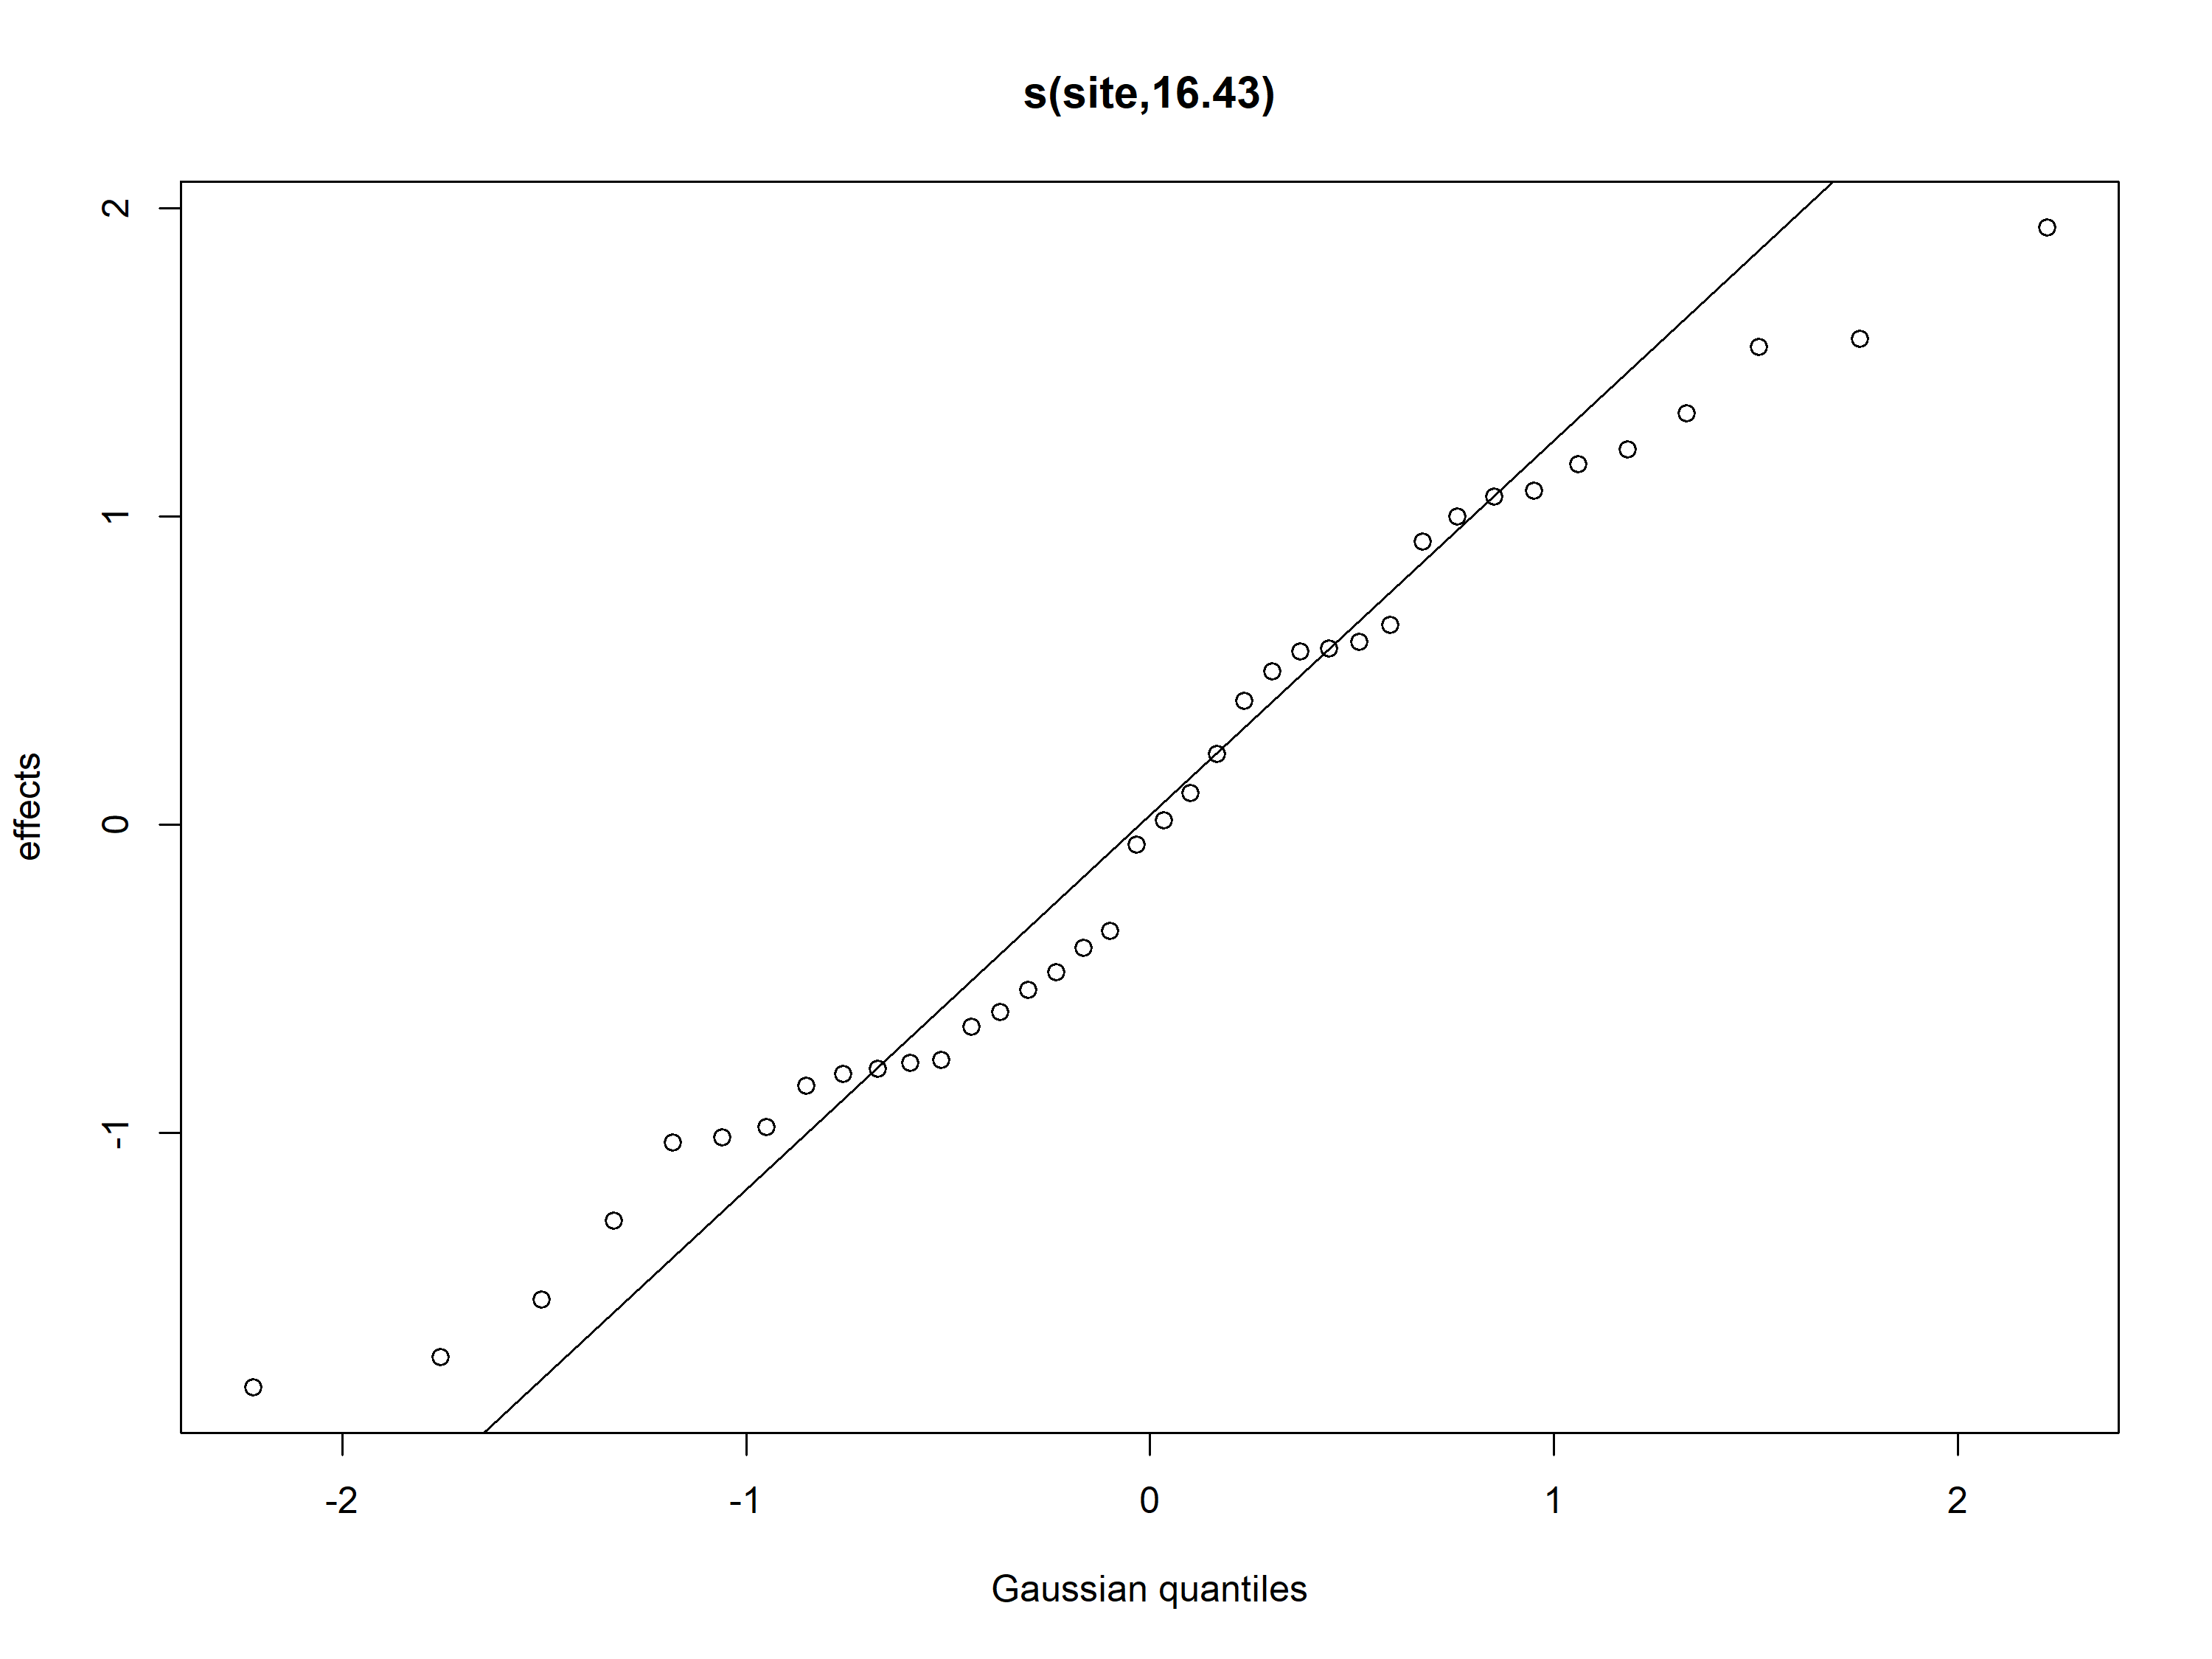 s(site,16.43)
effects
2
1
0
-1
-2 -1 0 1 2
Gaussian quantiles